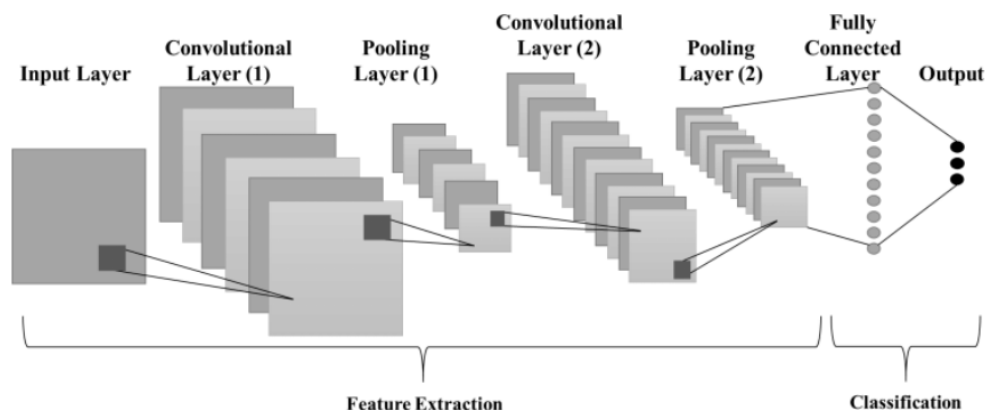 Input Layer
Convolutional
Layer (1)
Pooling
Layer (1)
Convolutional
Layer (2)
Pooling
Layer (2)
Fully
Connected
Layer
Output
Feature Extraction
Classification